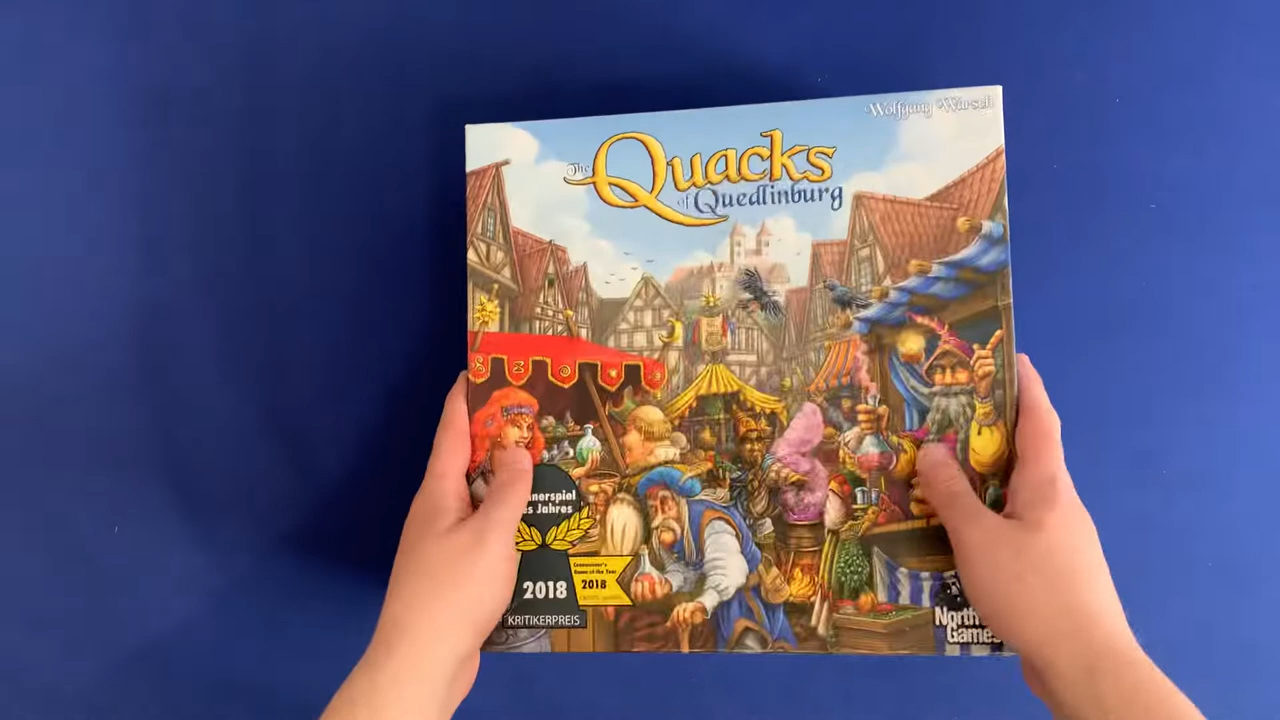 Wolfgang Warsch
The
Quacks
of Quedlinburg
nerspiel
es Jahres
2018
KRITIKERPREIS
Connoisseur's
Game of the Year
2018
North
Games